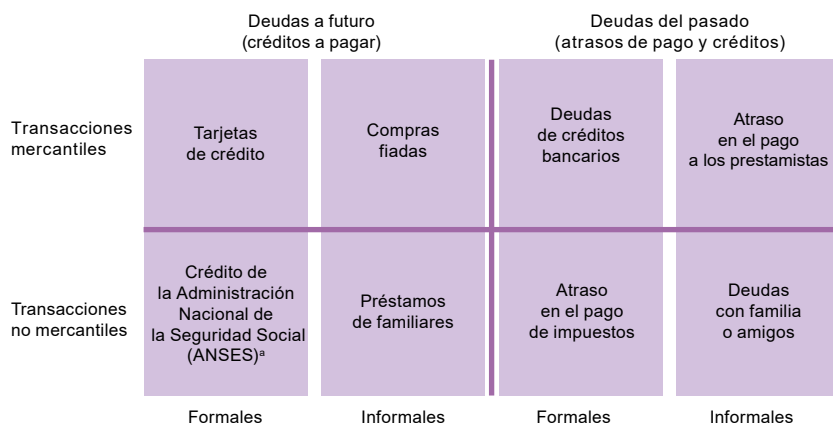 Deudas a futuro
(créditos a pagar)
Deudas del pasado
(atrasos de pago y créditos)
Transacciones
mercantiles
Tarjetas
de crédito
Compras
fiadas
Deudas
de créditos
bancarios
Atraso
en el pago
a los prestamistas
Transacciones
no mercantiles
Crédito de
la Administración
Nacional de
la Seguridad Social
(ANSES)ᵃ
Préstamos
de familiares
Atraso
en el pago
de impuestos
Deudas
con familia
o amigos
Formales
Informales
Formales
Informales